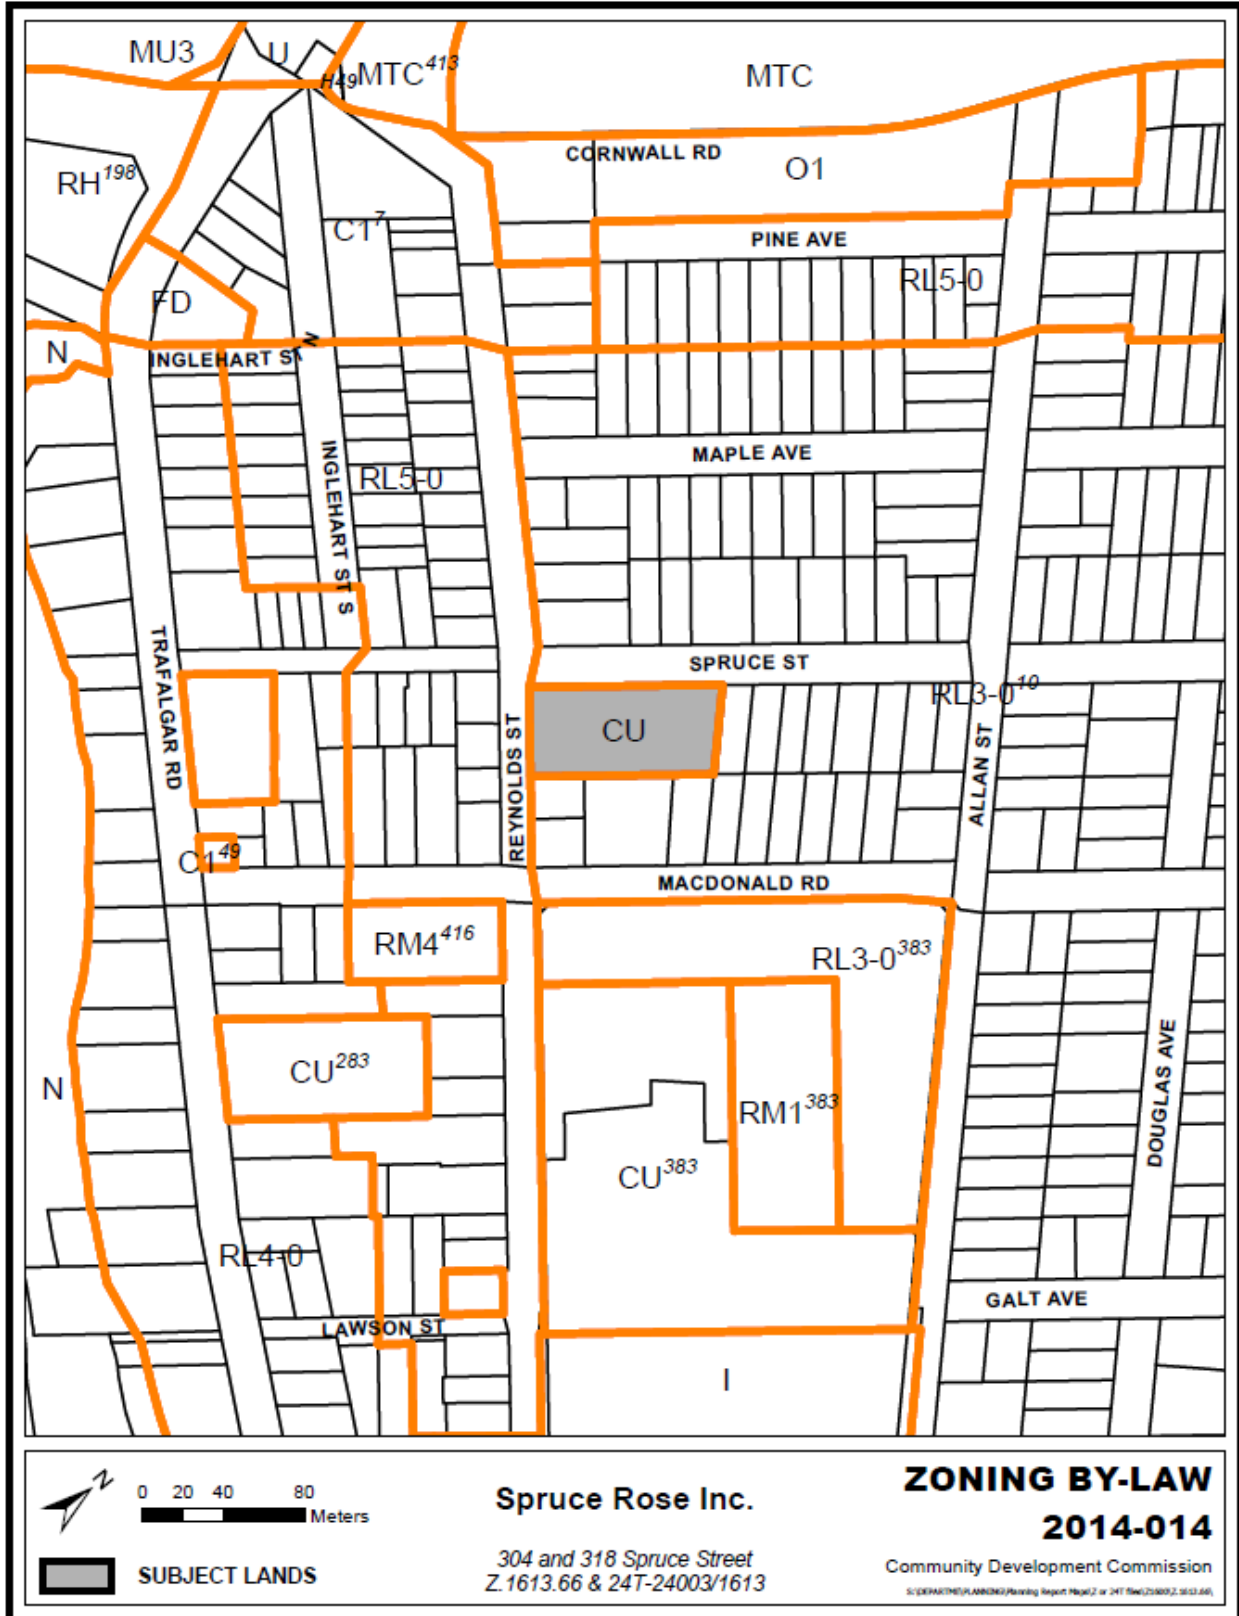 MU3
U
H49
MTC413
MTC
CORNWALL RD
O1
RH198
C17
PINE AVE
RL5-0
FD
N
INGLEHART ST N
MAPLE AVE
RL5-0
INGLEHART ST S
TRAFALGAR RD
SPRUCE ST
RL3-010
CU
REYNOLDS ST
ALLAN ST
C149
MACDONALD RD
RM4416
RL3-0383
CU283
N
RM1383
DOUGLAS AVE
CU383
RL4-0
GALT AVE
LAWSON ST
I
N
0 20 40 80
Meters
SUBJECT LANDS
Spruce Rose Inc.
304 and 318 Spruce Street
Z.1613.66 & 24T-24003/1613
ZONING BY-LAW
2014-014
Community Development Commission